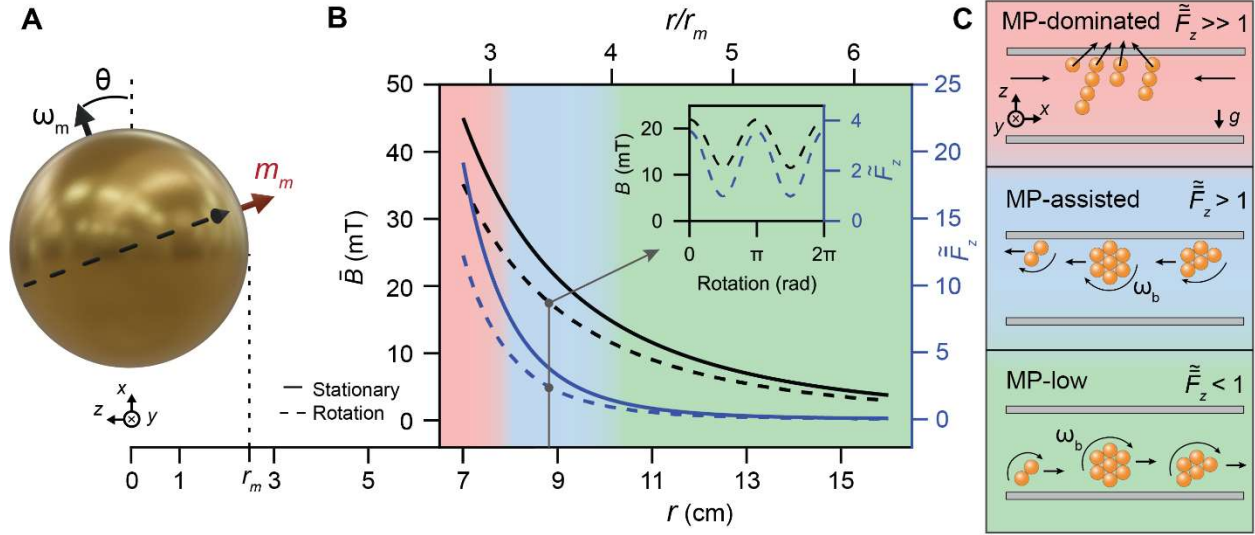 A
θ
ω_m
m_m
x
z
y
0 1 r_m 3 5
B
r/r_m
3 4 5 6
50
40
30
20
10
0
B̄ (mT)
Stationary
Rotation
7 9 11 13 15
r (cm)
25
20
15
10
5
0
F̃̄_z
20
10
0
B (mT)
4
2
0
F̃_z
0 π 2π
Rotation (rad)
C
MP-dominated F̃̄_z >> 1
z
y x
g
MP-assisted F̃̄_z > 1
ω_b
MP-low F̃̄_z < 1
ω_b